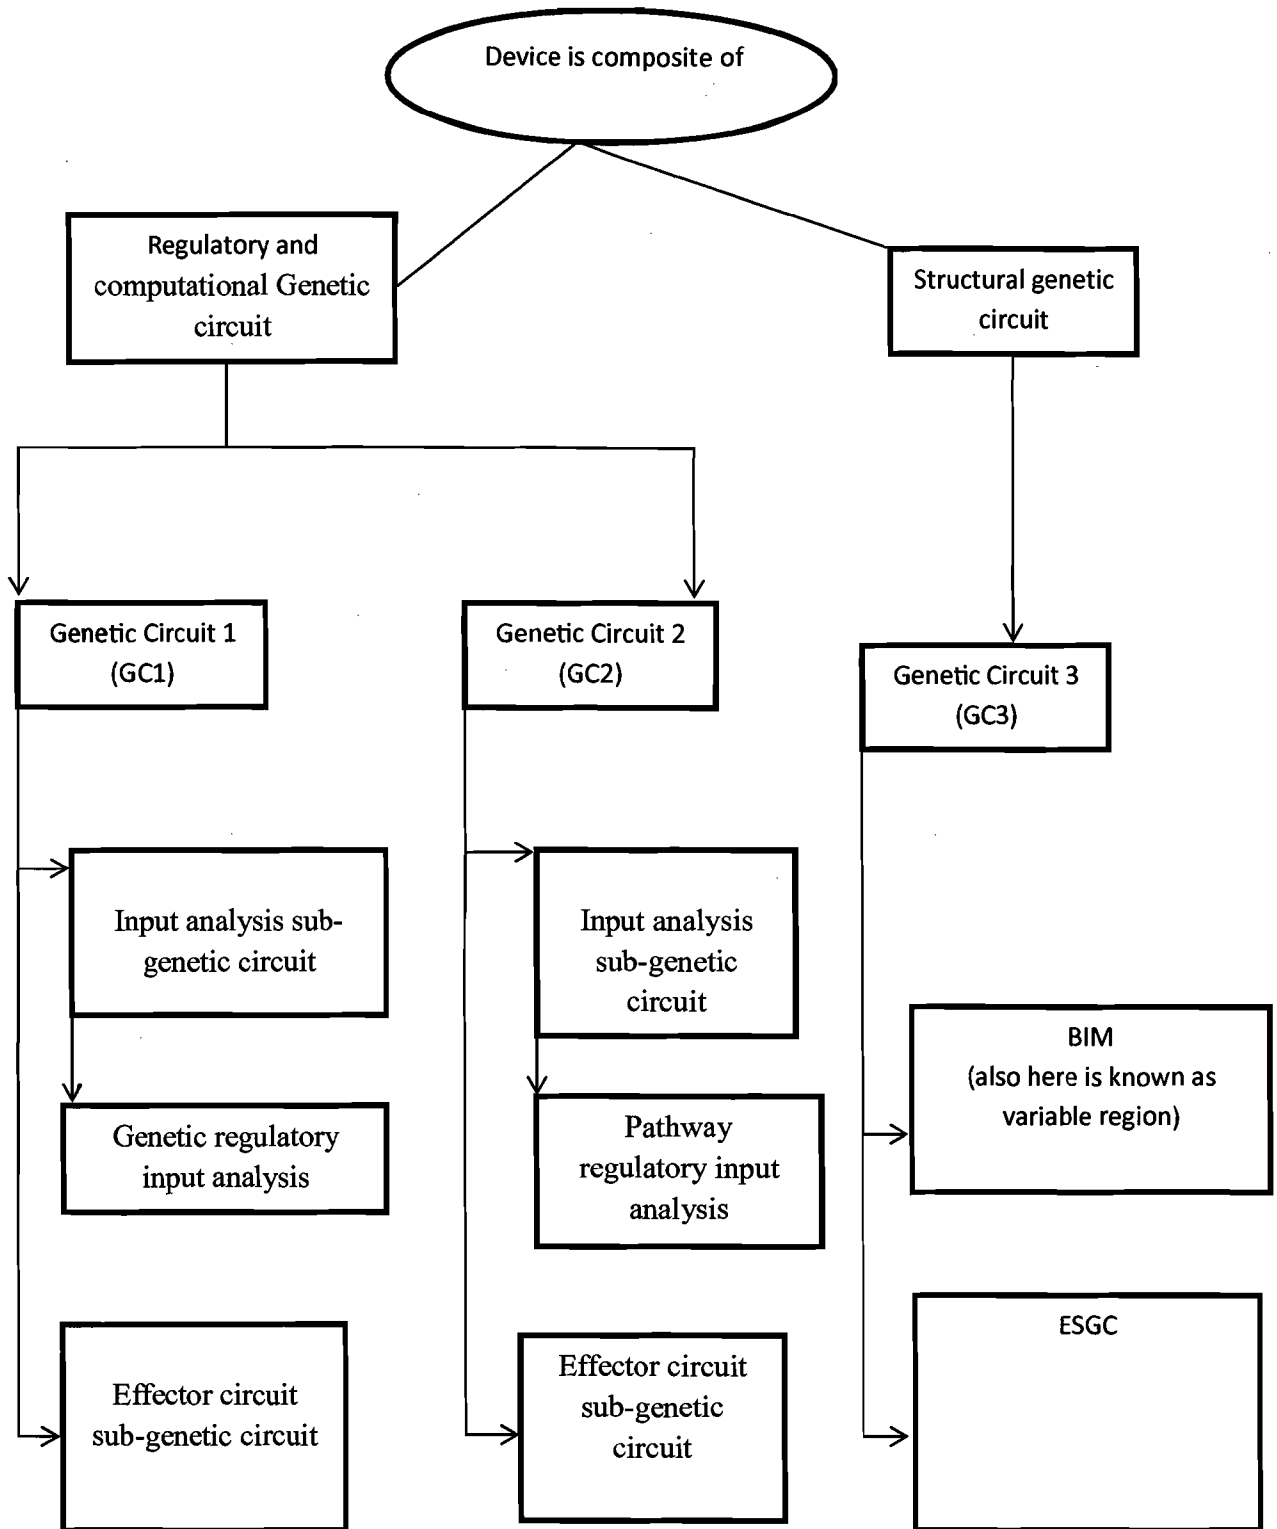 Device is composite of
Regulatory and
computational Genetic
circuit
Structural genetic
circuit
Genetic Circuit 1
(GC1)
Genetic Circuit 2
(GC2)
Genetic Circuit 3
(GC3)
Input analysis sub-
genetic circuit
Input analysis
sub-genetic
circuit
BIM
(also here is known as
variable region)
Genetic regulatory
input analysis
Pathway
regulatory input
analysis
ESGC
Effector circuit
sub-genetic circuit
Effector circuit
sub-genetic
circuit